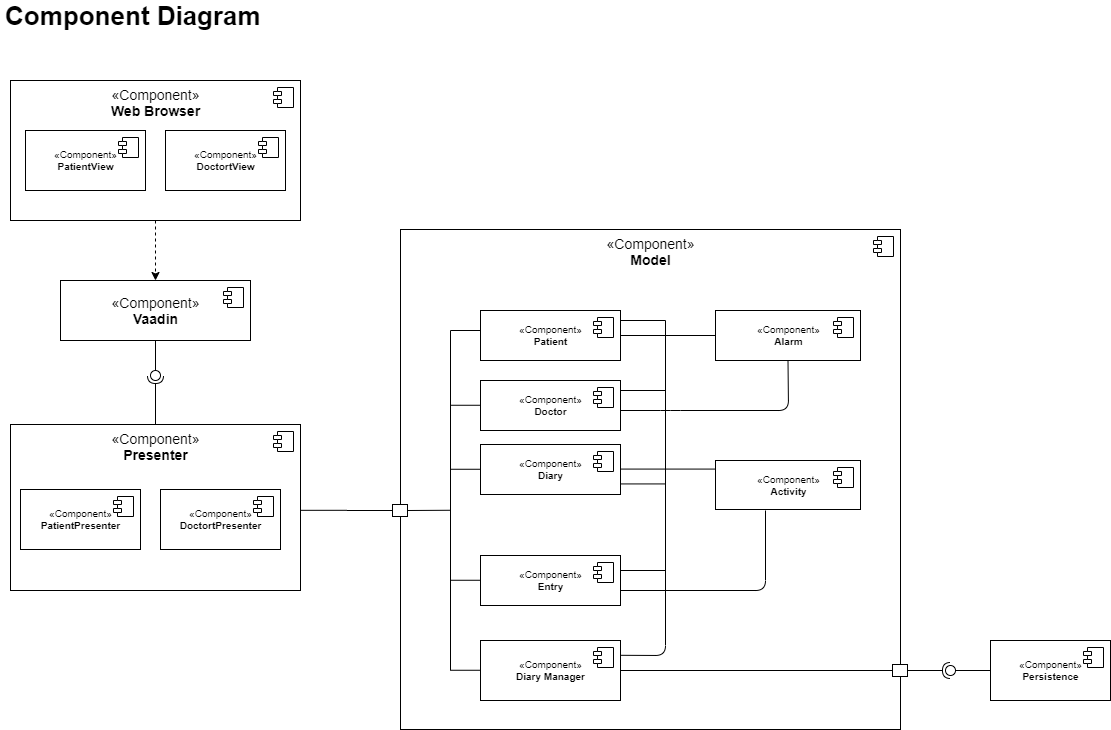 Component Diagram
«Component»
Web Browser
«Component»
PatientView
«Component»
DoctortView
«Component»
Vaadin
«Component»
Presenter
«Component»
PatientPresenter
«Component»
DoctortPresenter
«Component»
Model
«Component»
Patient
«Component»
Alarm
«Component»
Doctor
«Component»
Diary
«Component»
Activity
«Component»
Entry
«Component»
Diary Manager
«Component»
Persistence